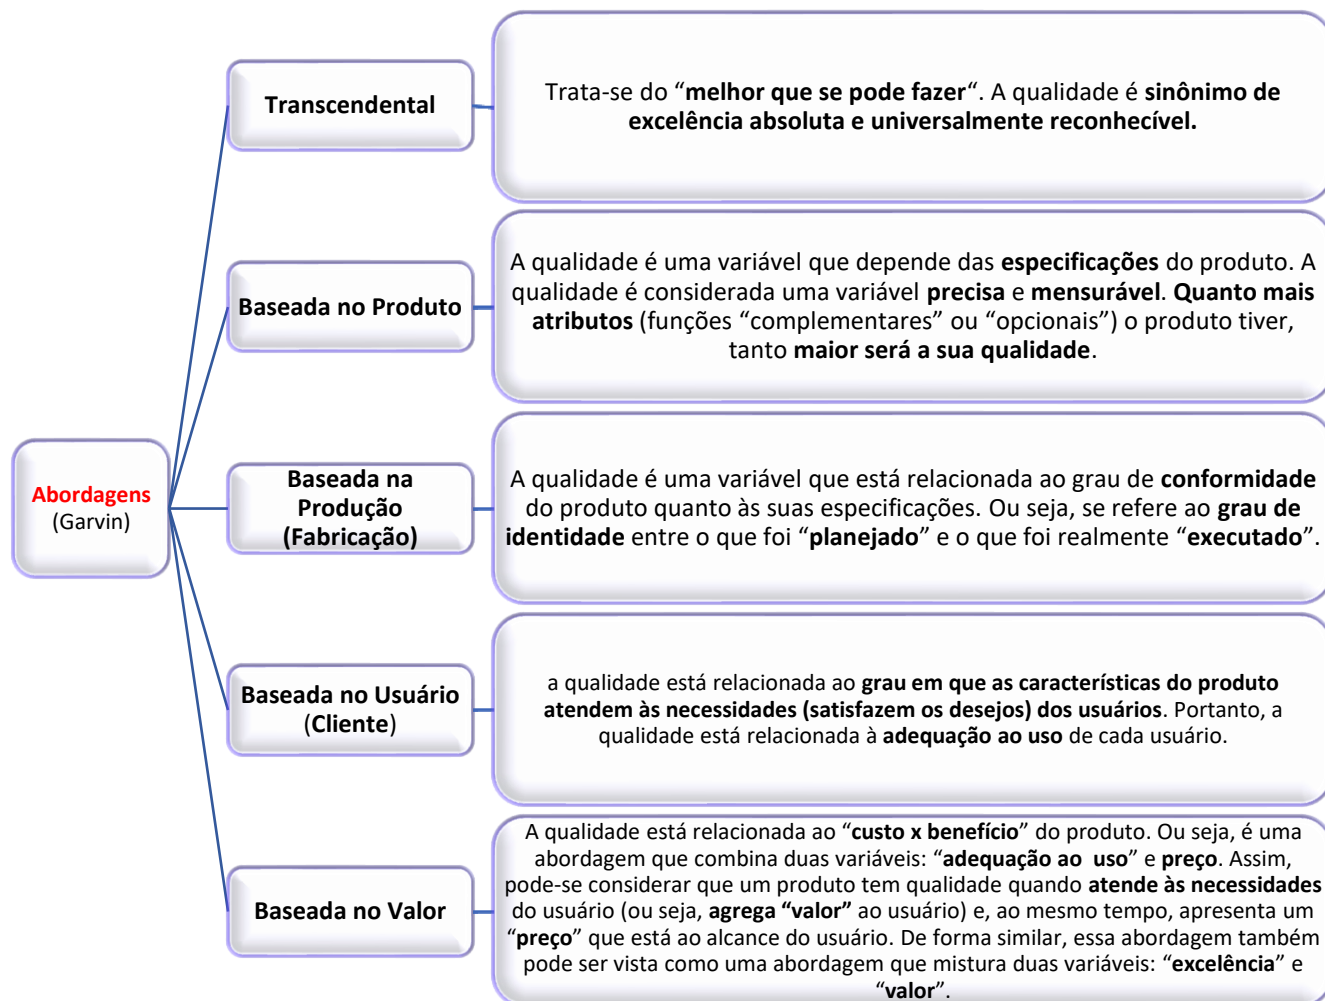 Transcendental
Trata-se do “melhor que se pode fazer“. A qualidade é sinônimo de
excelência absoluta e universalmente reconhecível.
Baseada no Produto
A qualidade é uma variável que depende das especificações do produto. A
qualidade é considerada uma variável precisa e mensurável. Quanto mais
atributos (funções “complementares” ou “opcionais”) o produto tiver,
tanto maior será a sua qualidade.
Abordagens
(Garvin)
Baseada na
Produção
(Fabricação)
A qualidade é uma variável que está relacionada ao grau de conformidade
do produto quanto às suas especificações. Ou seja, se refere ao grau de
identidade entre o que foi “planejado” e o que foi realmente “executado”.
Baseada no Usuário
(Cliente)
a qualidade está relacionada ao grau em que as características do produto
atendem às necessidades (satisfazem os desejos) dos usuários. Portanto, a
qualidade está relacionada à adequação ao uso de cada usuário.
Baseada no Valor
A qualidade está relacionada ao “custo x benefício” do produto. Ou seja, é uma
abordagem que combina duas variáveis: “adequação ao uso” e preço. Assim,
pode-se considerar que um produto tem qualidade quando atende às necessidades
do usuário (ou seja, agrega “valor” ao usuário) e, ao mesmo tempo, apresenta um
“preço” que está ao alcance do usuário. De forma similar, essa abordagem também
pode ser vista como uma abordagem que mistura duas variáveis: “excelência” e
“valor”.